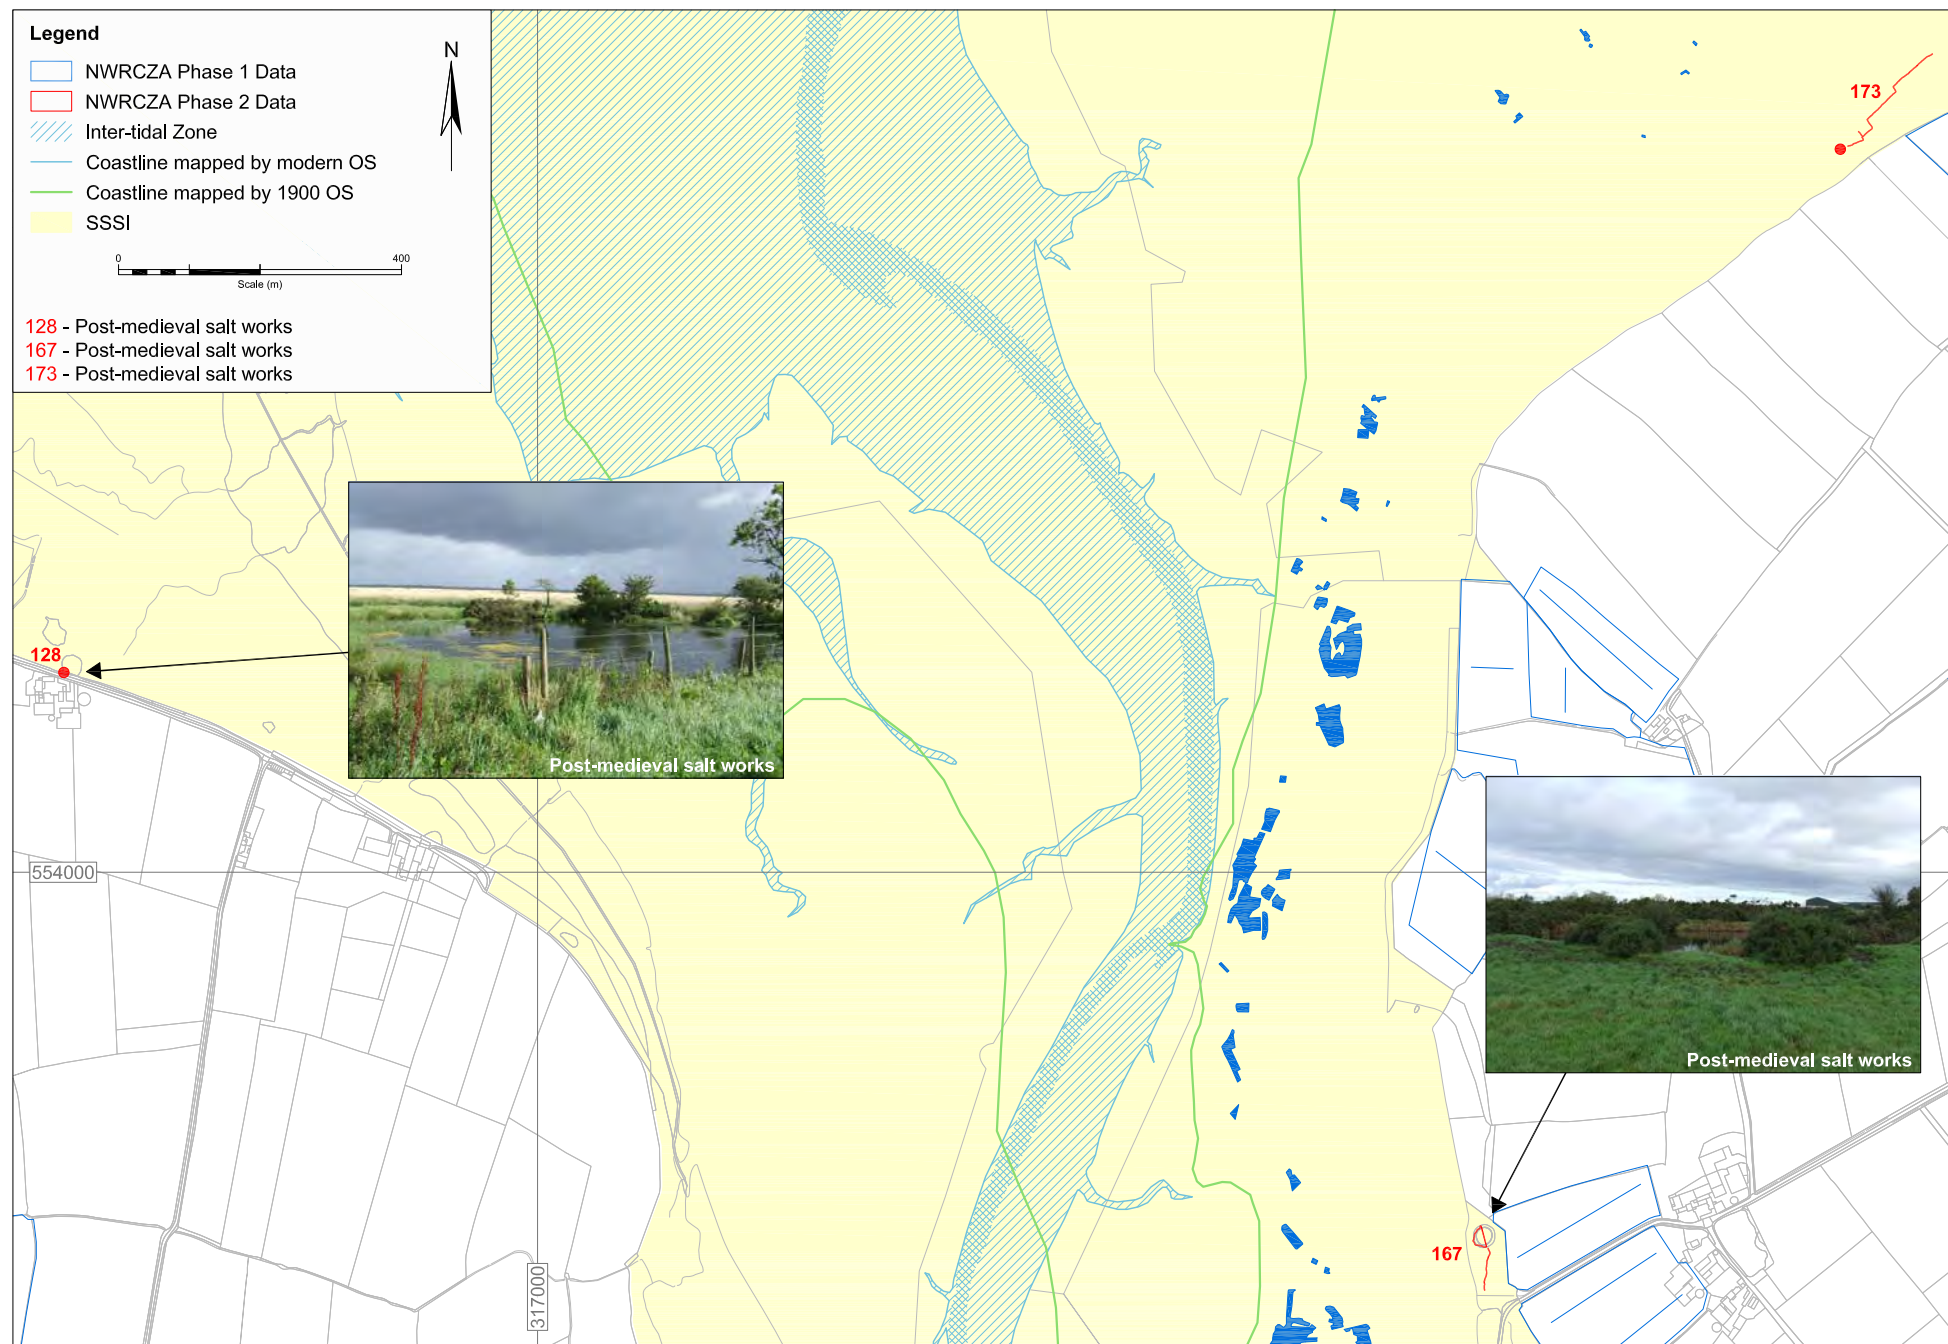 Legend
N
NWRCZA Phase 1 Data
NWRCZA Phase 2 Data
Inter-tidal Zone
Coastline mapped by modern OS
Coastline mapped by 1900 OS
SSSI
0 400
Scale (m)
128 - Post-medieval salt works
167 - Post-medieval salt works
173 - Post-medieval salt works
173
128
Post-medieval salt works
554000
Post-medieval salt works
167
317000